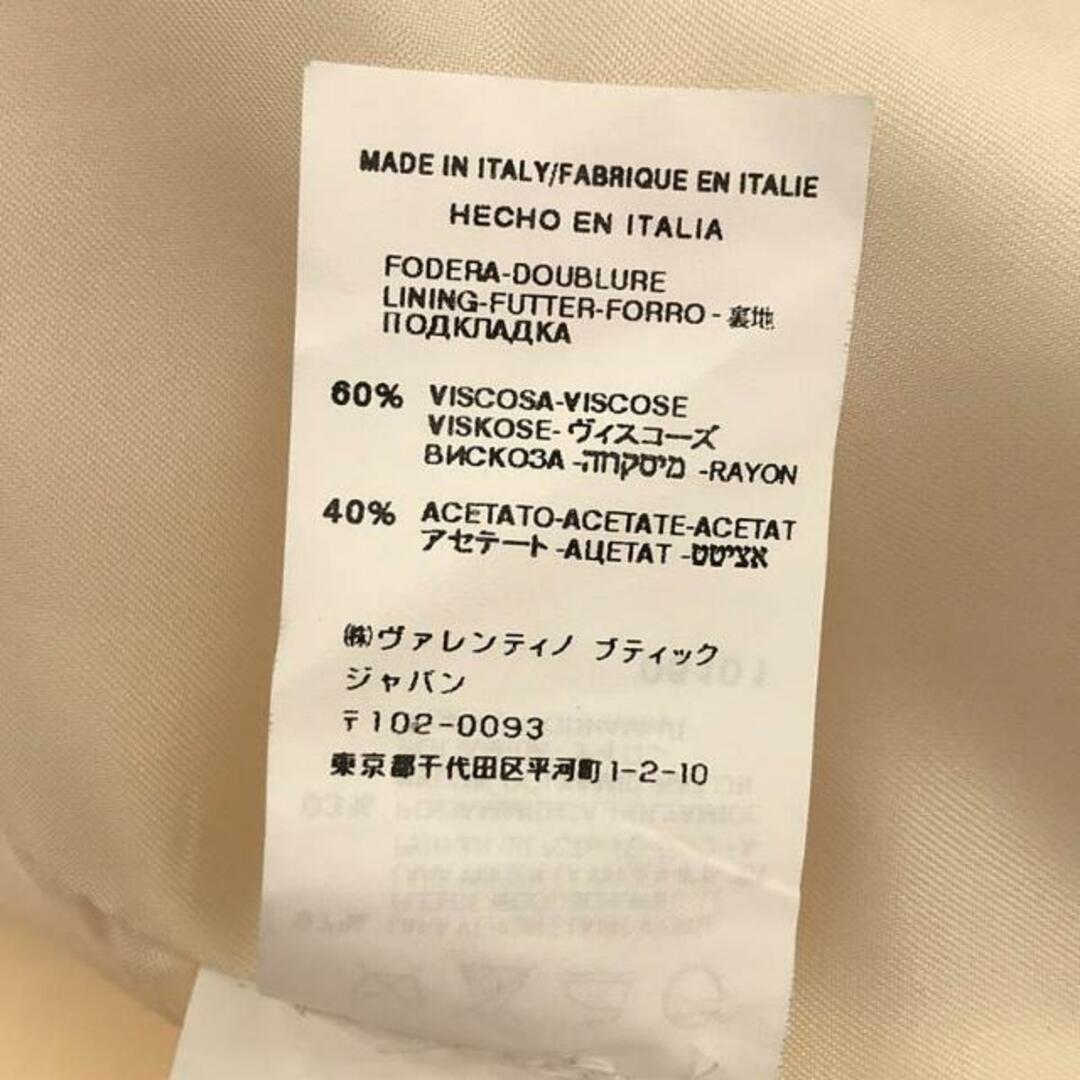 MADE IN ITALY/FABRIQUE EN ITALIE
HECHO EN ITALIA
FODERA-DOUBLURE
LINING-FUTTER-FORRO - 裏地
ПОДКЛАДКА
60% VISCOSA-VISCOSE
VISKOSE-ヴィスコーズ
ВИСКОЗА - -RAYON
40% ACETATO-ACETATE-ACETAT
アセテート-АЦЕТАТ -אציטט
㈱ヴァレンティノ ブティック
ジャパン
〒102-0093
東京都千代田区平河町1-2-10